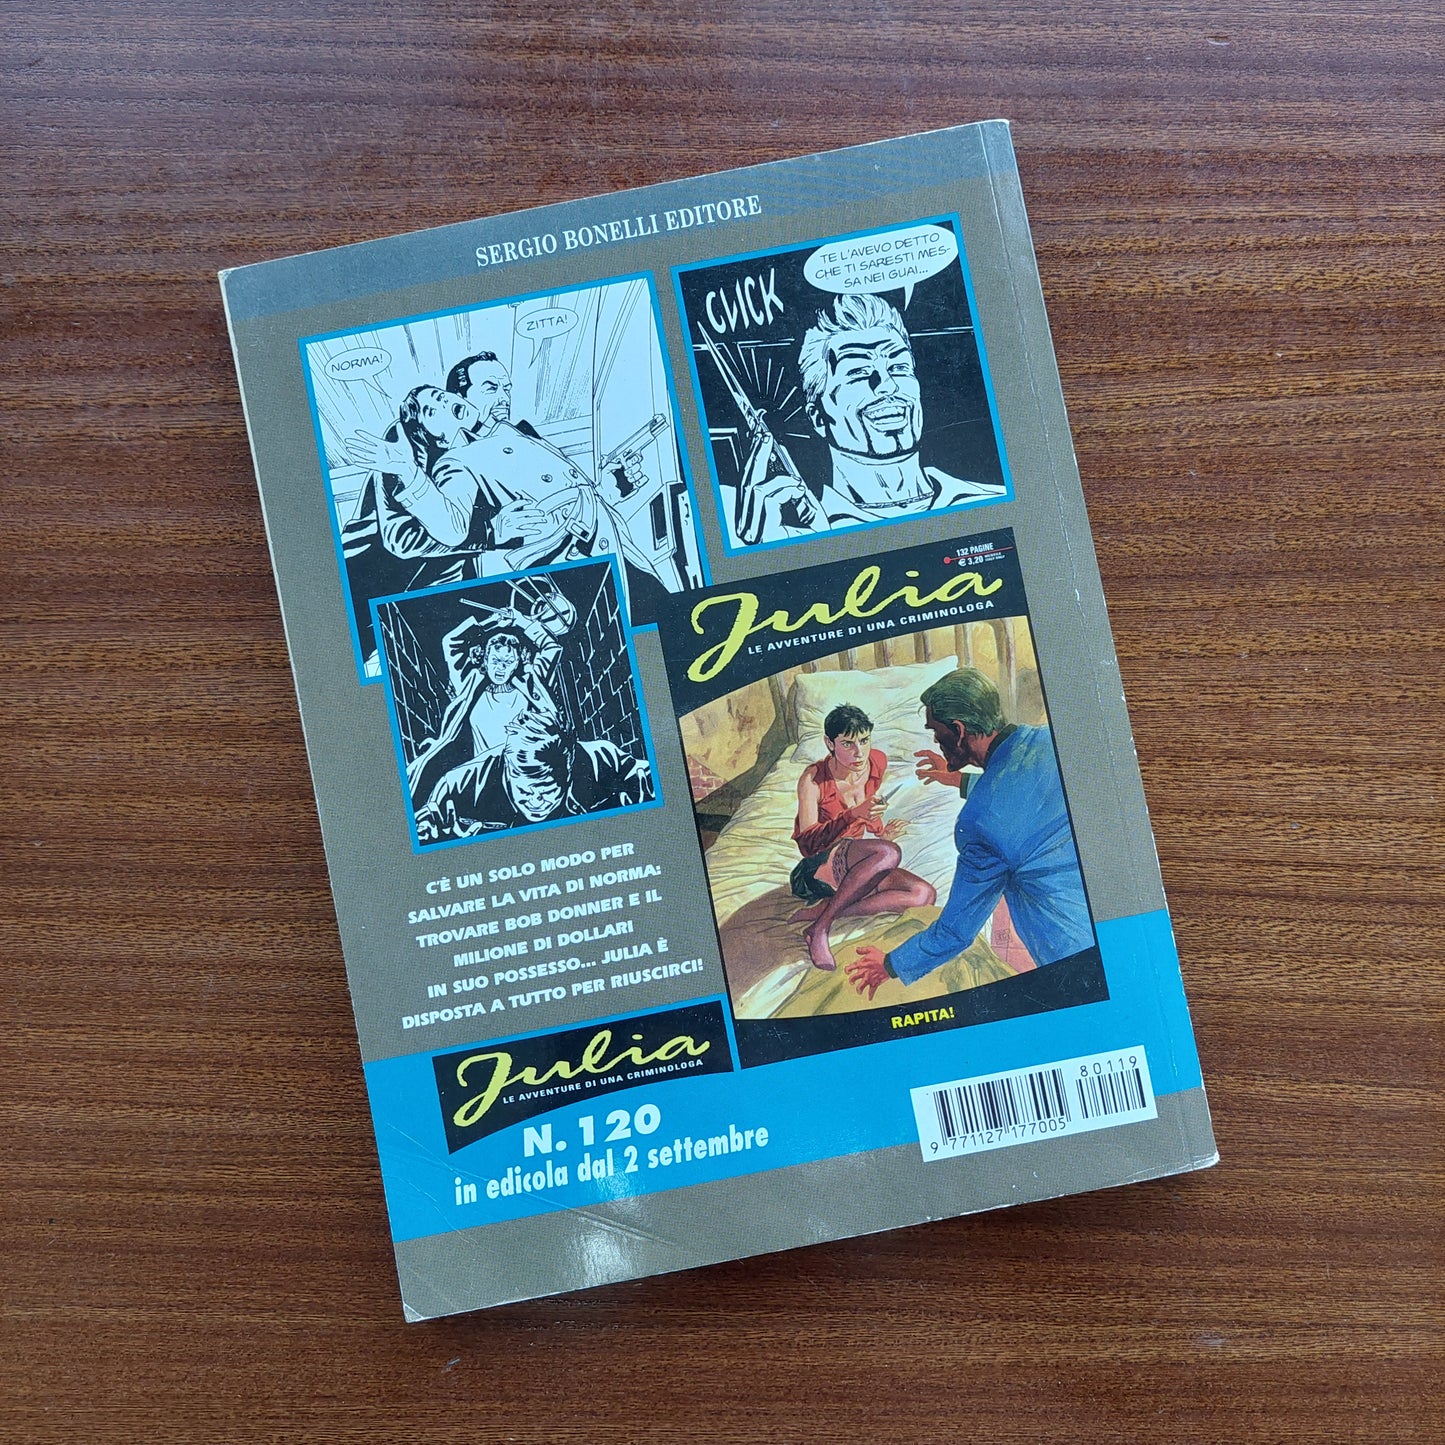 SERGIO BONELLI EDITORE
NORMA!
ZITTA!
CLICK
TE L'AVEVO DETTO
CHE TI SARESTI MES-
SA NEI GUAI...
132 PAGINE
€ 3,20
Julia
LE AVVENTURE DI UNA CRIMINOLOGA
RAPITA!
C'È UN SOLO MODO PER
SALVARE LA VITA DI NORMA:
TROVARE BOB DONNER E IL
MILIONE DI DOLLARI
IN SUO POSSESSO... JULIA È
DISPOSTA A TUTTO PER RIUSCIRCI!
Julia
LE AVVENTURE DI UNA CRIMINOLOGA
N. 120
in edicola dal 2 settembre
80119
9 771127 177005